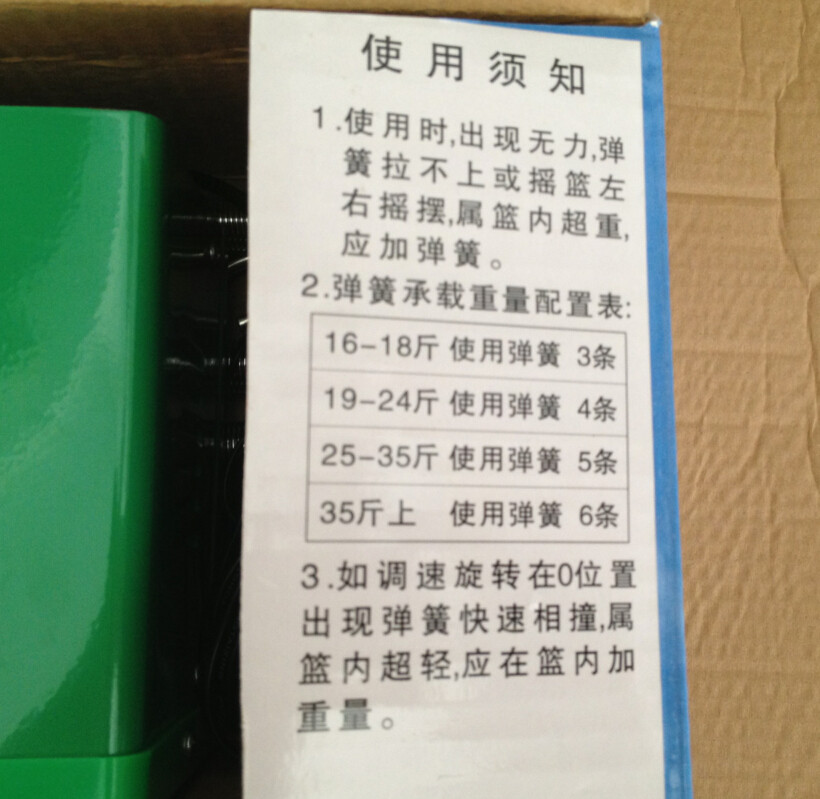 使用须知
1.使用时,出现无力,弹
簧拉不上或摇篮左
右摇摆,属篮内超重,
应加弹簧。
2.弹簧承载重量配置表:
16-18斤 使用弹簧 3条
19-24斤 使用弹簧 4条
25-35斤 使用弹簧 5条
35斤上 使用弹簧 6条
3.如调速旋转在0位置
出现弹簧快速相撞,属
篮内超轻,应在篮内加
重量。